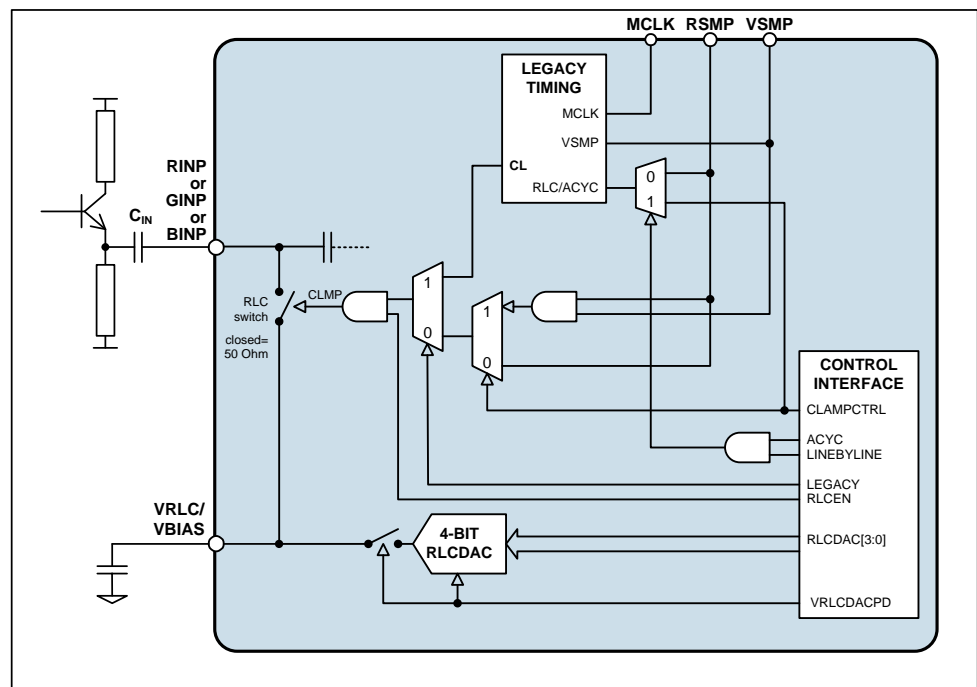 MCLK RSMP VSMP
LEGACY
TIMING
MCLK
VSMP
CL
RLC/ACYC
0
1
RINP
or
GINP
or
BINP
CIN
RLC
switch
closed=
50 Ohm
CLMP
1
0
1
0
CONTROL
INTERFACE
CLAMPCTRL
ACYC
LINEBYLINE
LEGACY
RLCEN
RLCDAC[3:0]
VRLCDACPD
VRLC/
VBIAS
4-BIT
RLCDAC